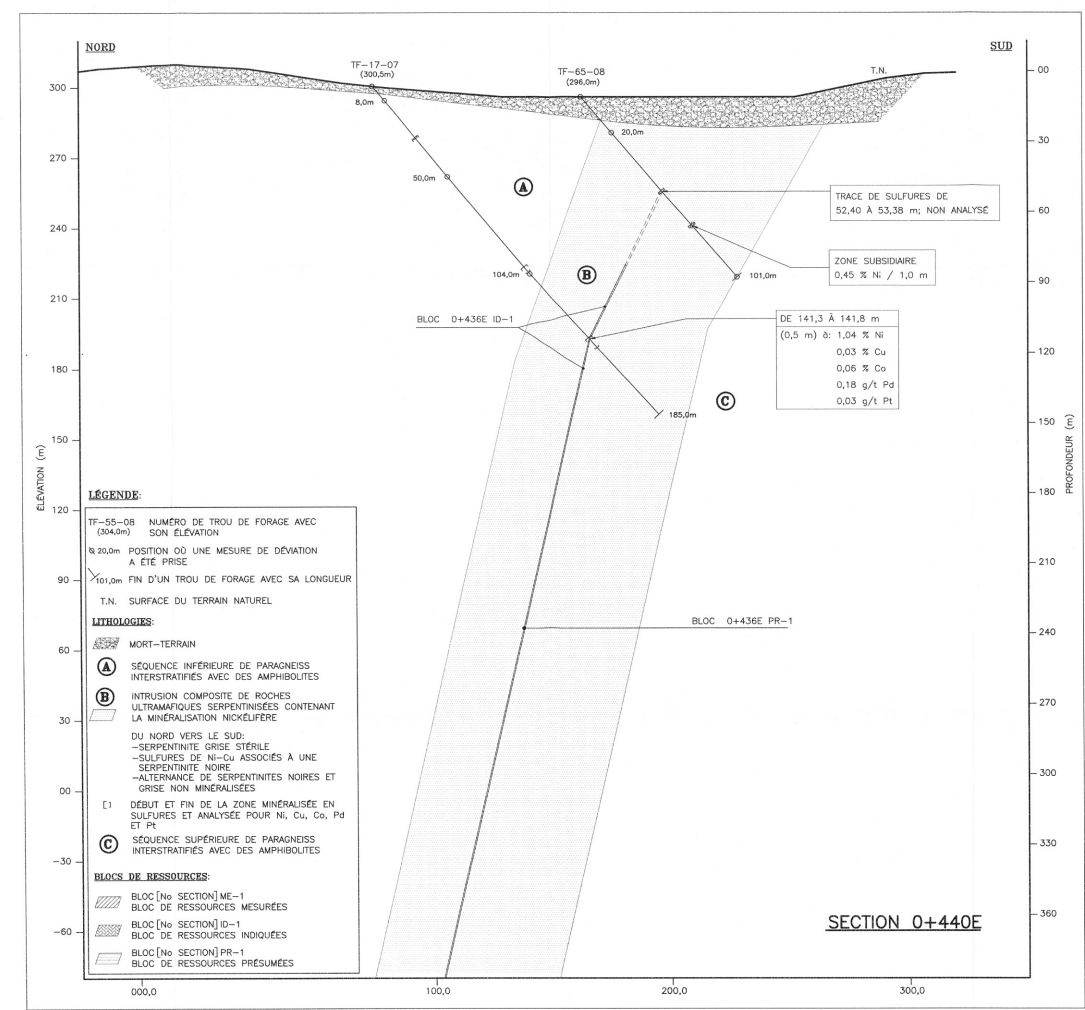 NORD
SUD
TF-17-07
(300,5m)
TF-65-08
(296,0m)
T.N.
8,0m
20,0m
50,0m
A
TRACE DE SULFURES DE
52,40 À 53,38 m; NON ANALYSÉ
ZONE SUBSIDIAIRE
0,45 % Ni / 1,0 m
104,0m
B
101,0m
BLOC 0+436E ID-1
DE 141,3 À 141,8 m
(0,5 m) à: 1,04 % Ni
0,03 % Cu
0,06 % Co
0,18 g/t Pd
0,03 g/t Pt
C
185,0m
BLOC 0+436E PR-1
SECTION 0+440E
ÉLÉVATION (m)
300
270
240
210
180
150
120
90
60
30
00
-30
-60
PROFONDEUR (m)
00
30
60
90
120
150
180
210
240
270
300
330
360
000,0
100,0
200,0
300,0
LÉGENDE:
TF-55-08 NUMÉRO DE TROU DE FORAGE AVEC
(304,0m) SON ÉLÉVATION
20,0m POSITION OÙ UNE MESURE DE DÉVIATION
A ÉTÉ PRISE
101,0m FIN D'UN TROU DE FORAGE AVEC SA LONGUEUR
T.N. SURFACE DU TERRAIN NATUREL
LITHOLOGIES:
MORT-TERRAIN
A SÉQUENCE INFÉRIEURE DE PARAGNEISS
INTERSTRATIFIÉS AVEC DES AMPHIBOLITES
B INTRUSION COMPOSITE DE ROCHES
ULTRAMAFIQUES SERPENTINISÉES CONTENANT
LA MINÉRALISATION NICKÉLIFÈRE
DU NORD VERS LE SUD:
-SERPENTINITE GRISE STÉRILE
-SULFURES DE Ni-Cu ASSOCIÉS À UNE
SERPENTINITE NOIRE
-ALTERNANCE DE SERPENTINITES NOIRES ET
GRISE NON MINÉRALISÉES
[ ] DÉBUT ET FIN DE LA ZONE MINÉRALISÉE EN
SULFURES ET ANALYSÉE POUR Ni, Cu, Co, Pd
ET Pt
C SÉQUENCE SUPÉRIEURE DE PARAGNEISS
INTERSTRATIFIÉS AVEC DES AMPHIBOLITES
BLOCS DE RESSOURCES:
BLOC [No SECTION] ME-1
BLOC DE RESSOURCES MESURÉES
BLOC [No SECTION] ID-1
BLOC DE RESSOURCES INDIQUÉES
BLOC [No SECTION] PR-1
BLOC DE RESSOURCES PRÉSUMÉES